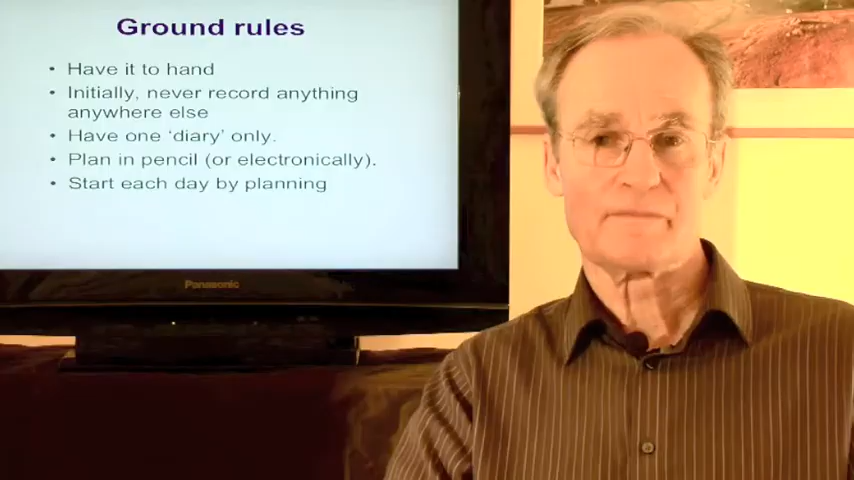 Ground rules
• Have it to hand
• Initially, never record anything
anywhere else
• Have one ‘diary’ only.
• Plan in pencil (or electronically).
• Start each day by planning
Panasonic